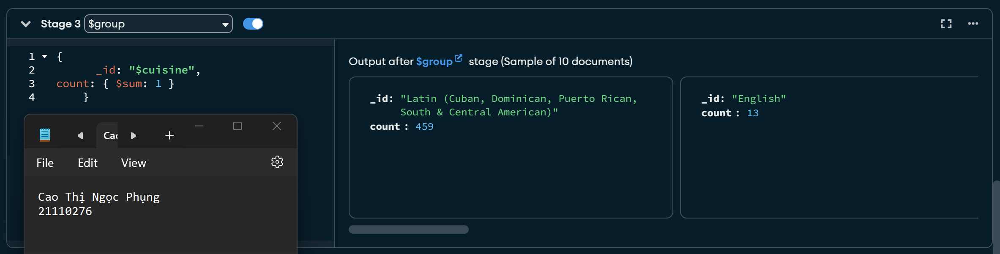 Stage 3 $group
1 {
2 _id: "$cuisine",
3 count: { $sum: 1 }
4 }
Output after $group stage (Sample of 10 documents)
_id: "Latin (Cuban, Dominican, Puerto Rican,
South & Central American)"
count : 459
_id: "English"
count : 13
File Edit View
Cao Thị Ngọc Phụng
21110276